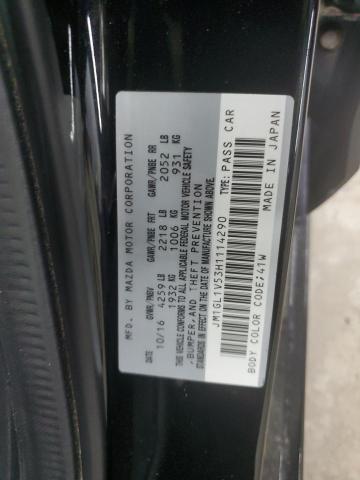 MFD. BY MAZDA MOTOR CORPORATION
10/16 GVWR/PNBV GAWR/PNBE FRT GAWR/PNBE RR
4259 LB 2218 LB 2052 LB
1932 KG 1006 KG 931 KG
THIS VEHICLE CONFORMS TO ALL APPLICABLE FEDERAL MOTOR VEHICLE SAFETY
,BUMPER,AND THEFT PREVENTION
STANDARDS IN EFFECT ON THE DATE OF MANUFACTURE SHOWN ABOVE.
JM1GL1V53H1114290 TYPE:PASS CAR
BODY COLOR CODE:41W MADE IN JAPAN